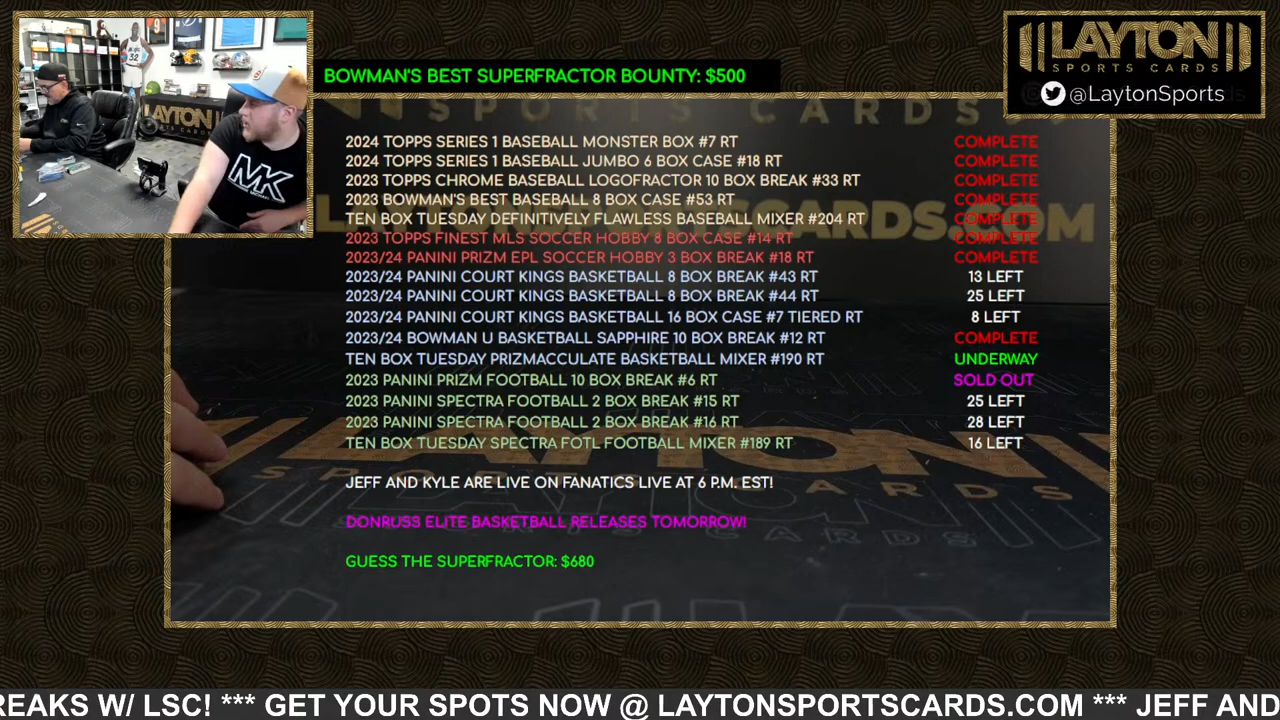 BOWMAN'S BEST SUPERFRACTOR BOUNTY: $500
LAYTON
SPORTS CARDS
@LaytonSports
2024 TOPPS SERIES 1 BASEBALL MONSTER BOX #7 RT COMPLETE
2024 TOPPS SERIES 1 BASEBALL JUMBO 6 BOX CASE #18 RT COMPLETE
2023 TOPPS CHROME BASEBALL LOGOFRACTOR 10 BOX BREAK #33 RT COMPLETE
2023 BOWMAN'S BEST BASEBALL 8 BOX CASE #53 RT COMPLETE
TEN BOX TUESDAY DEFINITIVELY FLAWLESS BASEBALL MIXER #204 RT COMPLETE
2023 TOPPS FINEST MLS SOCCER HOBBY 8 BOX CASE #14 RT COMPLETE
2023/24 PANINI PRIZM EPL SOCCER HOBBY 3 BOX BREAK #18 RT COMPLETE
2023/24 PANINI COURT KINGS BASKETBALL 8 BOX BREAK #43 RT 13 LEFT
2023/24 PANINI COURT KINGS BASKETBALL 8 BOX BREAK #44 RT 25 LEFT
2023/24 PANINI COURT KINGS BASKETBALL 16 BOX CASE #7 TIERED RT 8 LEFT
2023/24 BOWMAN U BASKETBALL SAPPHIRE 10 BOX BREAK #12 RT COMPLETE
TEN BOX TUESDAY PRIZMACCULATE BASKETBALL MIXER #190 RT UNDERWAY
2023 PANINI PRIZM FOOTBALL 10 BOX BREAK #6 RT SOLD OUT
2023 PANINI SPECTRA FOOTBALL 2 BOX BREAK #15 RT 25 LEFT
2023 PANINI SPECTRA FOOTBALL 2 BOX BREAK #16 RT 28 LEFT
TEN BOX TUESDAY SPECTRA FOTL FOOTBALL MIXER #189 RT 16 LEFT
JEFF AND KYLE ARE LIVE ON FANATICS LIVE AT 6 P.M. EST!
DONRUSS ELITE BASKETBALL RELEASES TOMORROW!
GUESS THE SUPERFRACTOR: $680
REAKS W/ LSC! *** GET YOUR SPOTS NOW @ LAYTONSPORTSCARDS.COM *** JEFF AND